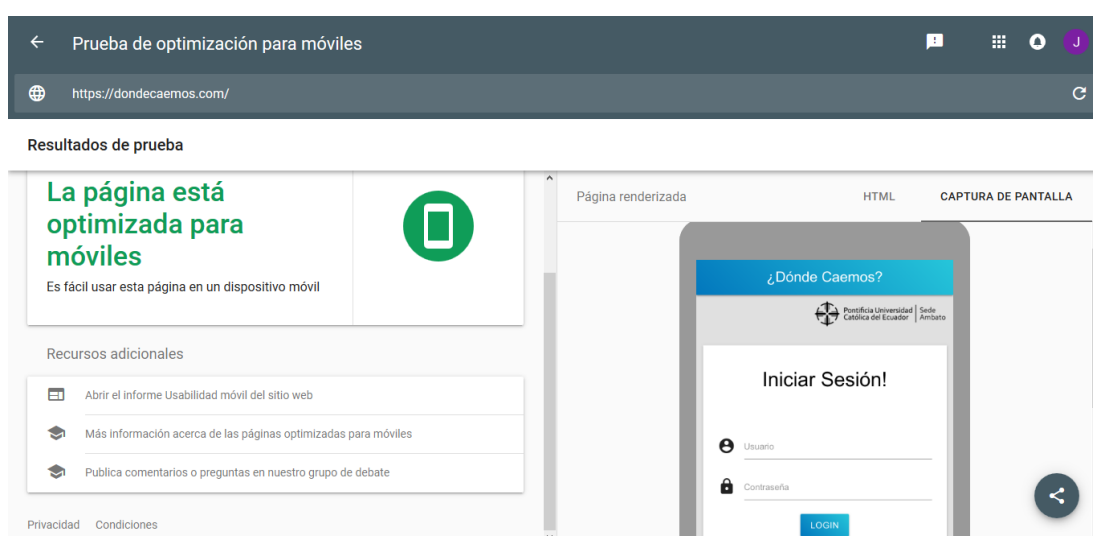 Prueba de optimización para móviles
J
https://dondecaemos.com/
Resultados de prueba
La página está
optimizada para
móviles
Es fácil usar esta página en un dispositivo móvil
Recursos adicionales
Abrir el informe Usabilidad móvil del sitio web
Más información acerca de las páginas optimizadas para móviles
Publica comentarios o preguntas en nuestro grupo de debate
Privacidad Condiciones
Página renderizada
HTML
CAPTURA DE PANTALLA
¿Dónde Caemos?
Pontificia Universidad
Católica del Ecuador
Sede
Ambato
Iniciar Sesión!
Usuario
Contraseña
LOGIN